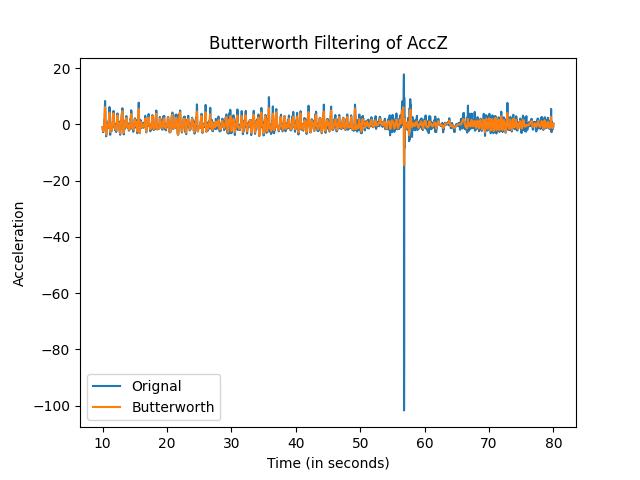 Butterworth Filtering of AccZ
20
0
−20
−40
−60
−80
−100
Acceleration
Orignal
Butterworth
10 20 30 40 50 60 70 80
Time (in seconds)